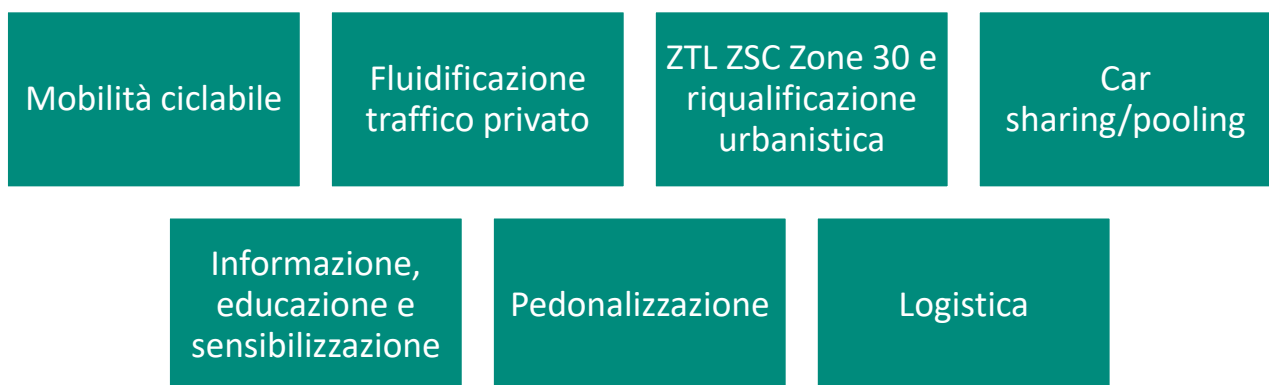 Mobilità ciclabile
Fluidificazione
traffico privato
ZTL ZSC Zone 30 e
riqualificazione
urbanistica
Car
sharing/pooling
Informazione,
educazione e
sensibilizzazione
Pedonalizzazione
Logistica